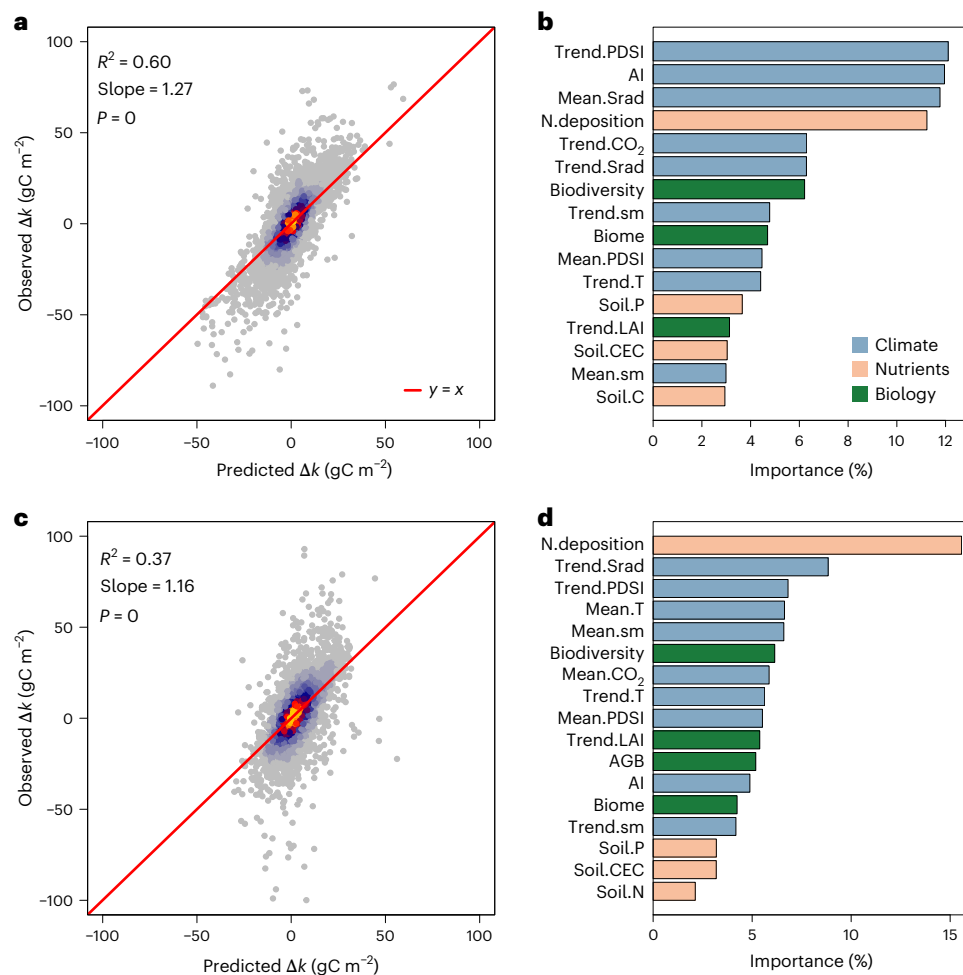 a
R² = 0.60
Slope = 1.27
P = 0
100
50
0
−50
−100
Observed Δk (gC m⁻²)
y = x
−100 −50 0 50 100
Predicted Δk (gC m⁻²)
b
Trend.PDSI
AI
Mean.Srad
N.deposition
Trend.CO₂
Trend.Srad
Biodiversity
Trend.sm
Biome
Mean.PDSI
Trend.T
Soil.P
Trend.LAI
Soil.CEC
Mean.sm
Soil.C
Climate
Nutrients
Biology
0 2 4 6 8 10 12
Importance (%)
c
R² = 0.37
Slope = 1.16
P = 0
100
50
0
−50
−100
Observed Δk (gC m⁻²)
−100 −50 0 50 100
Predicted Δk (gC m⁻²)
d
N.deposition
Trend.Srad
Trend.PDSI
Mean.T
Mean.sm
Biodiversity
Mean.CO₂
Trend.T
Mean.PDSI
Trend.LAI
AGB
AI
Biome
Trend.sm
Soil.P
Soil.CEC
Soil.N
0 5 10 15
Importance (%)